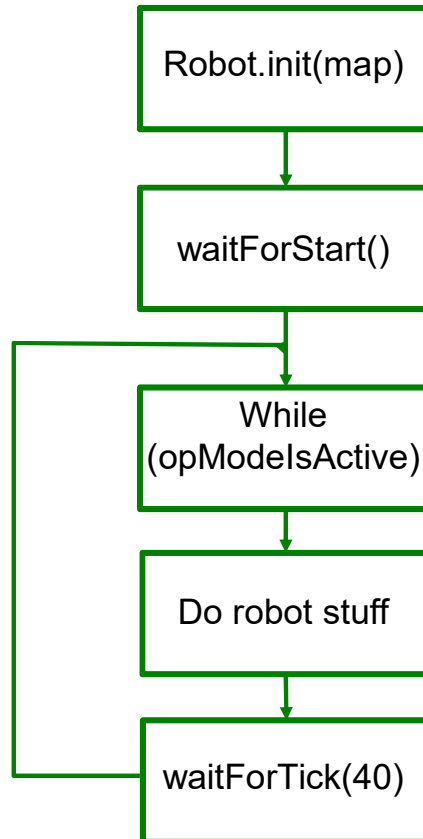 Robot.init(map)
waitForStart()
While
(opModeIsActive)
Do robot stuff
waitForTick(40)